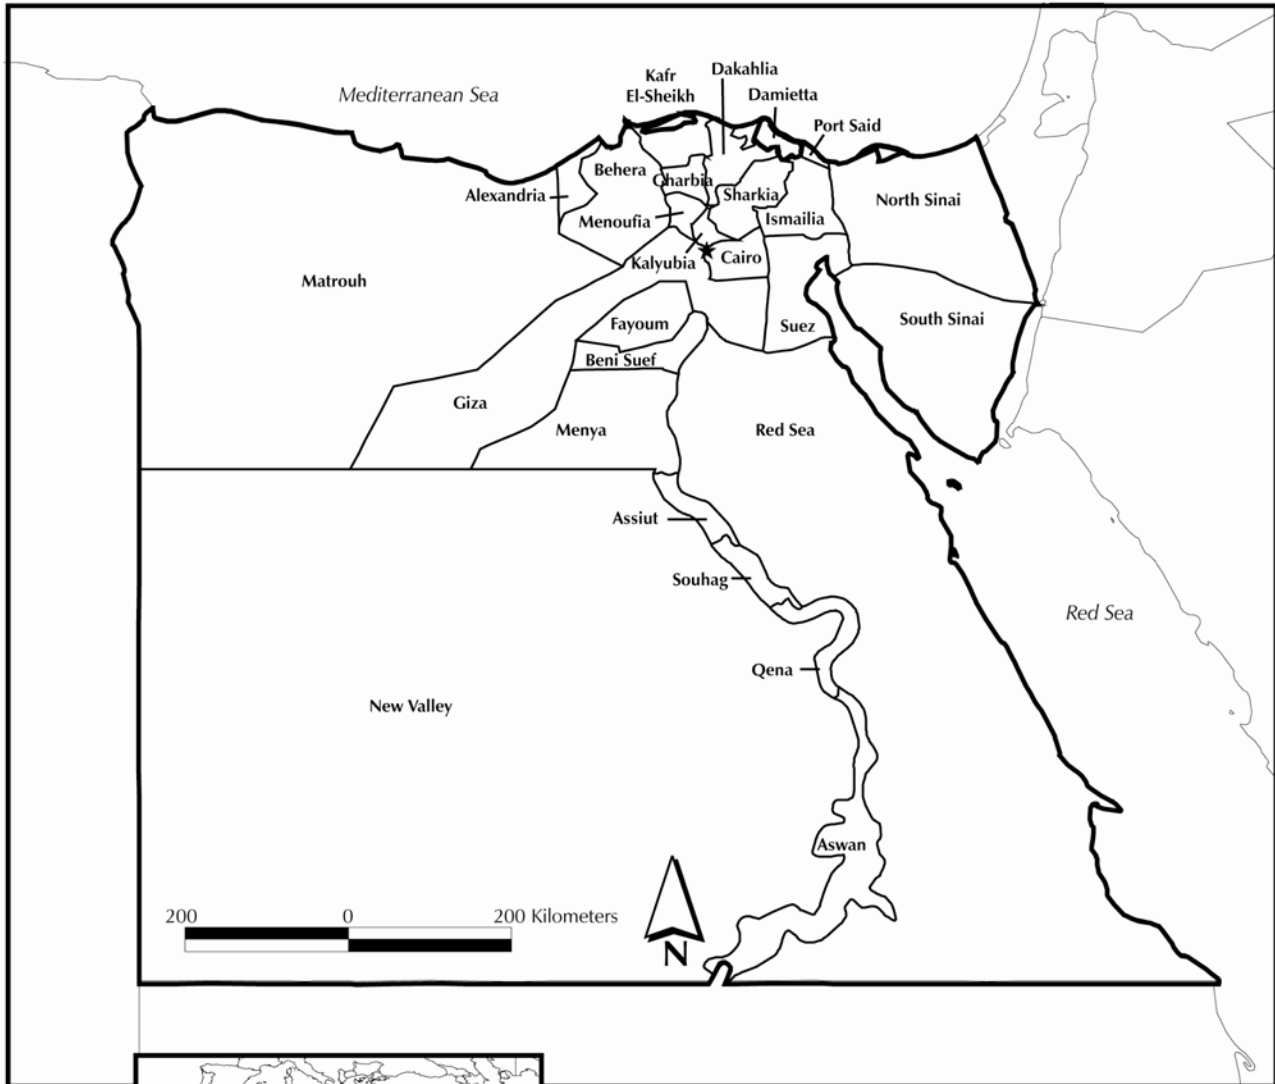 Dakahlia
Kafr
El-Sheikh
Damietta
Mediterranean Sea
Port Said
Behera
Gharbia
Alexandria
Sharkia
North Sinai
Menoufia
Ismailia
Kalyubia
Cairo
Matrouh
South Sinai
Fayoum
Suez
Beni Suef
Giza
Menya
Red Sea
Assiut
Souhag
Red Sea
Qena
New Valley
Aswan
200 0 200 Kilometers
N